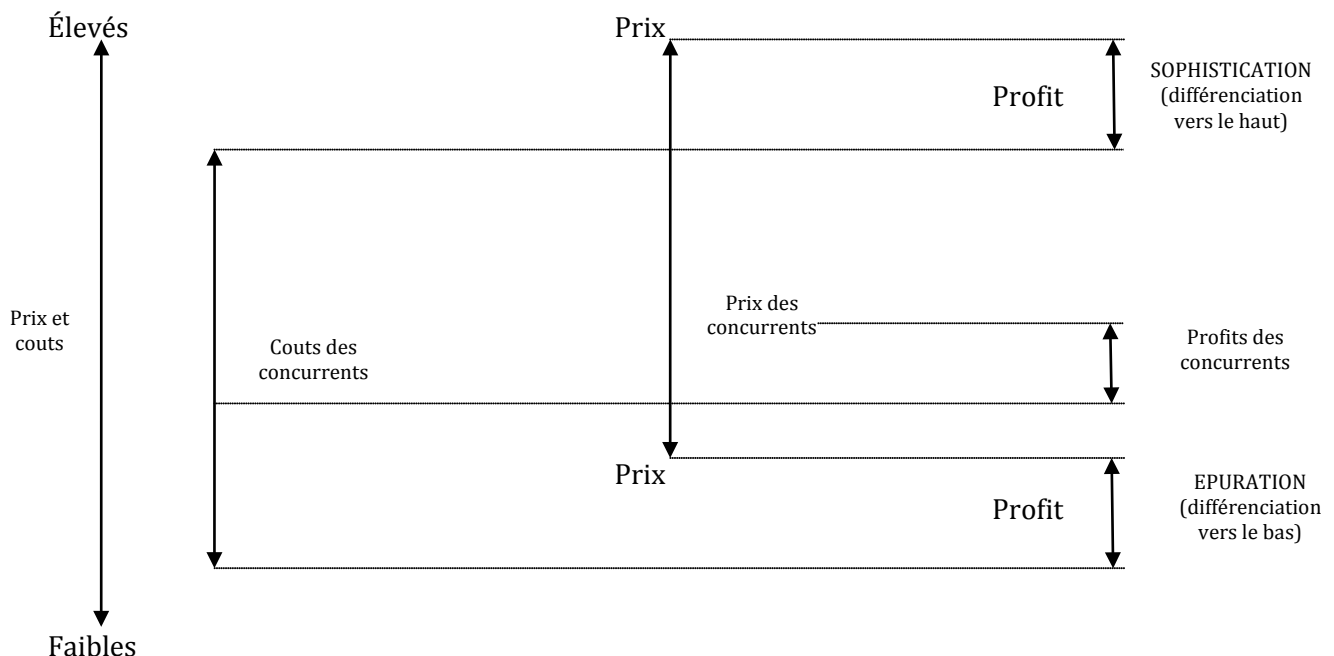 Élevés
Prix
SOPHISTICATION
(différenciation
vers le haut)
Profit
Prix et
couts
Couts des
concurrents
Prix des
concurrents
Profits des
concurrents
Prix
EPURATION
(différenciation
vers le bas)
Profit
Faibles